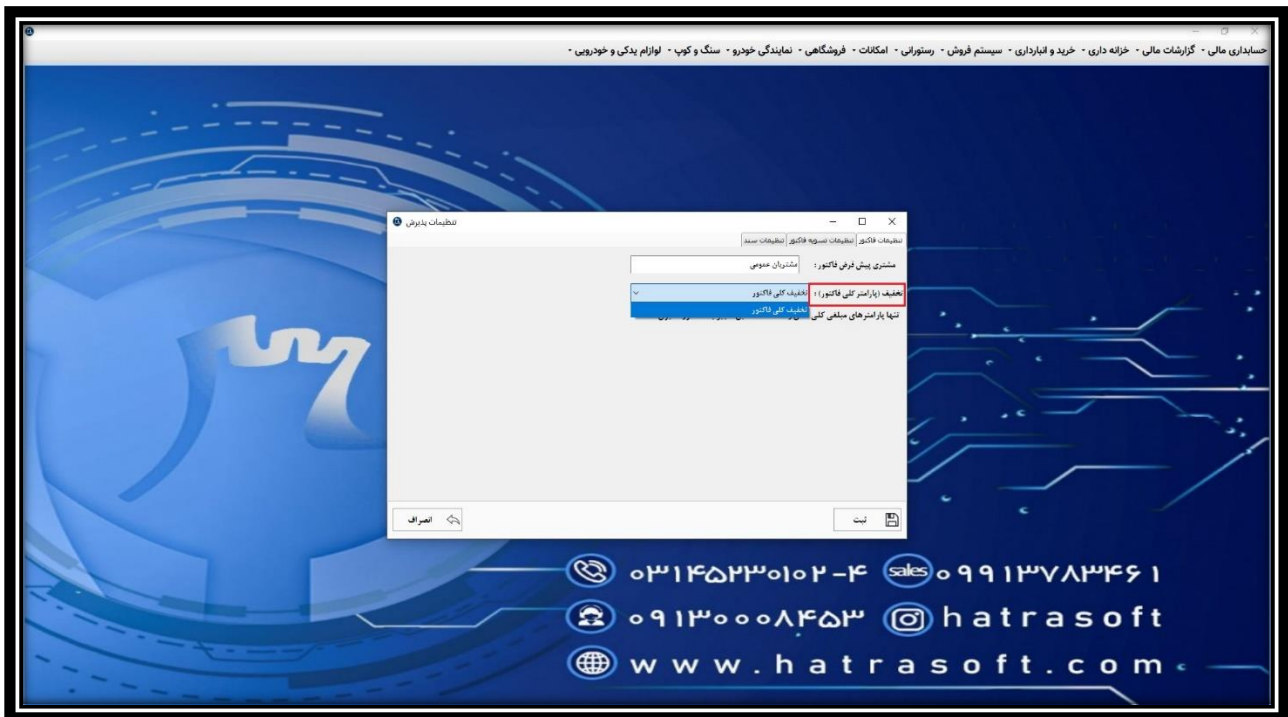 حسابداری مالی - گزارشات مالی - خزانه داری - خرید و انبارداری - سیستم فروش - رستورانی - امکانات - فروشگاهی - نمایندگی خودرو - سنگ و کوپ - لوازم یدکی و خودرویی -
تنظیمات پذیرش
تنظیمات فاکتور تنظیمات تسویه فاکتور تنظیمات سند
مشتری پیش فرض فاکتور : مشتریان عمومی
تخفیف (پارامتر کلی فاکتور) : تخفیف کلی فاکتور
تخفیف کلی فاکتور
تنها پارامترهای مبلغی کلی
ثبت
انصراف
۰۳۱۴۵۲۳۰۱۰۲-۴ sales ۰۹۹۱۳۷۸۳۴۶۱
۰۹۱۳۰۰۰۸۴۵۳ hatrasoft
www.hatrasoft.com